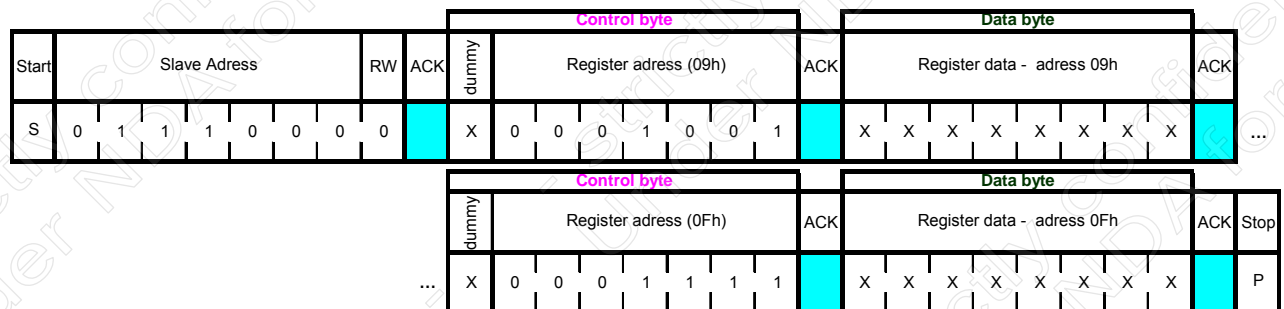 Control byte Data byte
Start Slave Adress RW ACK dummy Register adress (09h) ACK Register data - adress 09h ACK
S 0 1 1 1 0 0 0 0 X 0 0 0 1 0 0 1 X X X X X X X X ...
Control byte Data byte
dummy Register adress (0Fh) ACK Register data - adress 0Fh ACK Stop
... X 0 0 0 1 1 1 1 X X X X X X X X P